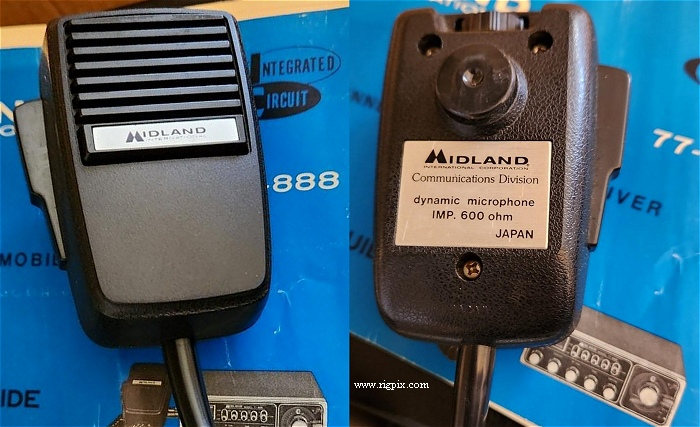 MIDLAND
INTERNATIONAL
INTEGRATED
CIRCUIT
-888
MOBIL
IDE
MIDLAND
INTERNATIONAL CORPORATION
Communications Division
dynamic microphone
IMP. 600 ohm
JAPAN
77-
VER
www.rigpix.com